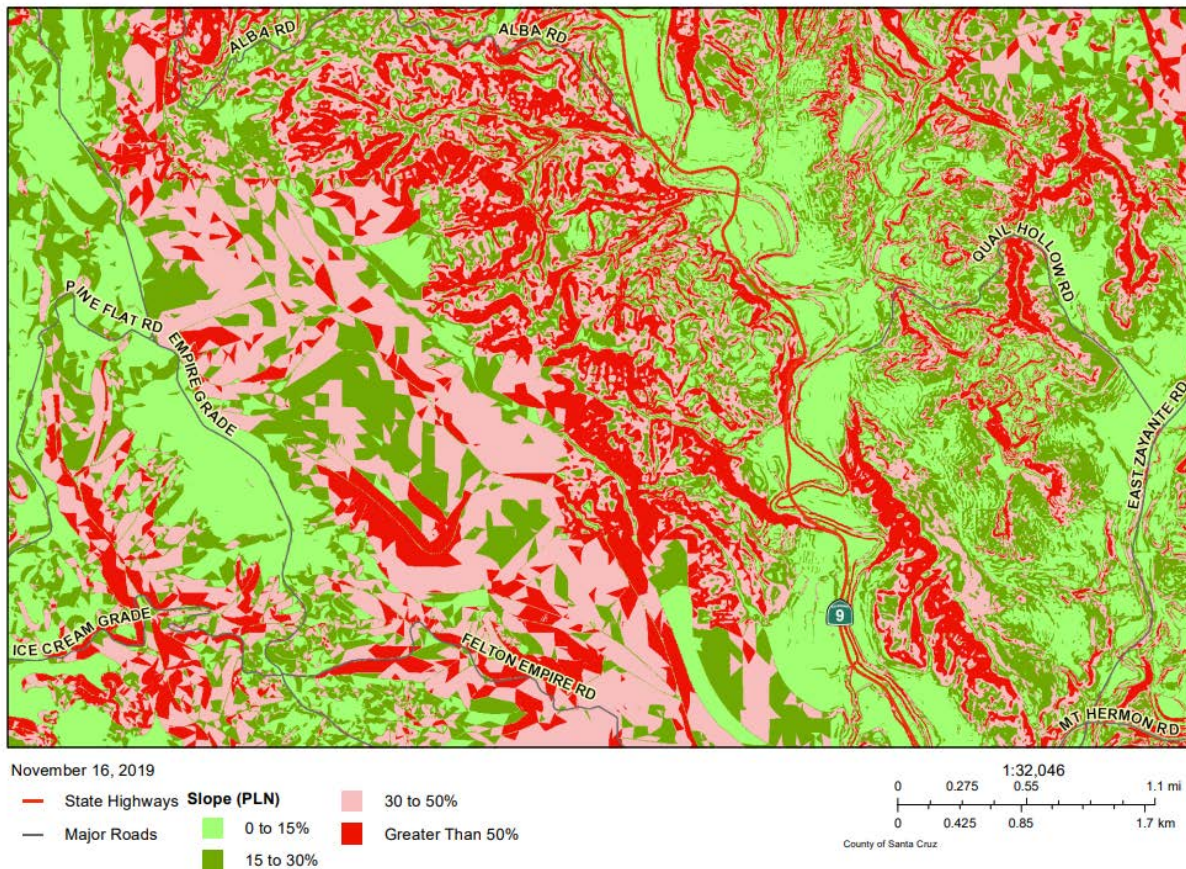 ALBA RD
ALBA RD
QUAIL HOLLOW RD
PINE FLAT RD
EMPIRE GRADE
EAST ZAYANTE RD
9
ICE CREAM GRADE
FELTON EMPIRE RD
MT HERMON RD
November 16, 2019
State Highways
Major Roads
Slope (PLN)
0 to 15%
15 to 30%
30 to 50%
Greater Than 50%
1:32,046
0 0.275 0.55 1.1 mi
0 0.425 0.85 1.7 km
County of Santa Cruz